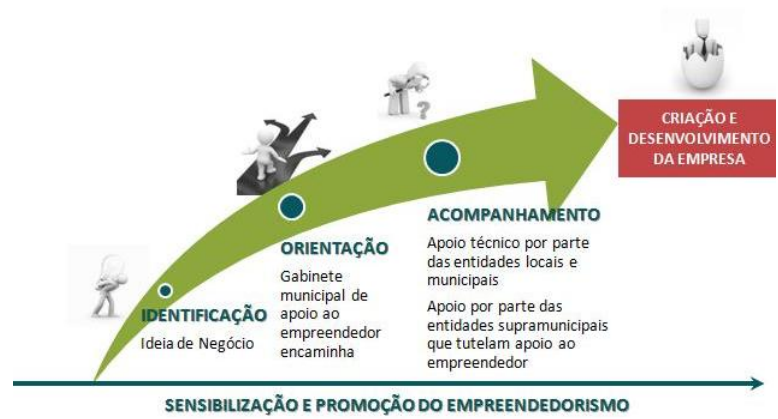 CRIAÇÃO E
DESENVOLVIMENTO
DA EMPRESA
IDENTIFICAÇÃO
Ideia de Negócio
ORIENTAÇÃO
Gabinete
municipal de
apoio ao
empreendedor
encaminha
ACOMPANHAMENTO
Apoio técnico por parte
das entidades locais e
municipais
Apoio por parte das
entidades supramunicipais
que tutelam apoio ao
empreendedor
SENSIBILIZAÇÃO E PROMOÇÃO DO EMPREENDEDORISMO